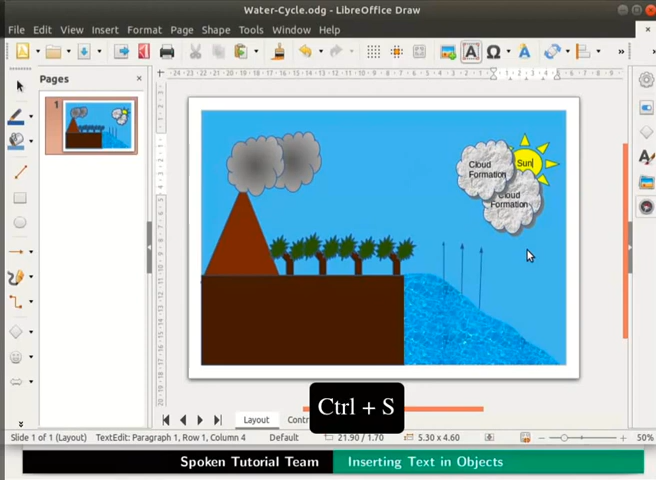 Water-Cycle.odg - LibreOffice Draw
File Edit View Insert Format Page Shape Tools Window Help
Pages
1
Cloud
Formation
Sun
Cloud
Formation
Ctrl + S
Layout
Contr
Slide 1 of 1 (Layout) TextEdit: Paragraph 1, Row 1, Column 4 Default 21.90 / 1.70 5.30 x 4.60 50%
Spoken Tutorial Team Inserting Text in Objects